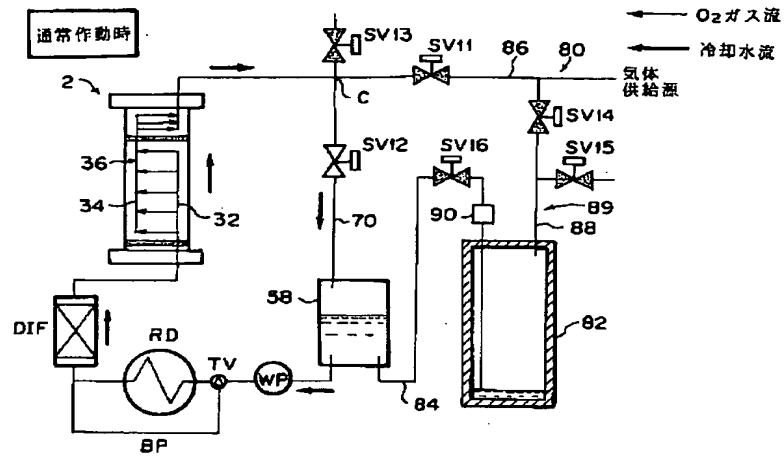 通常作動時
SV13
SV11
86
80
O2ガス流
冷却水流
気体
供給源
2
C
SV14
SV12
SV16
SV15
36
34
32
70
90
89
88
58
82
DIF
RD
TV
WP
84
BP